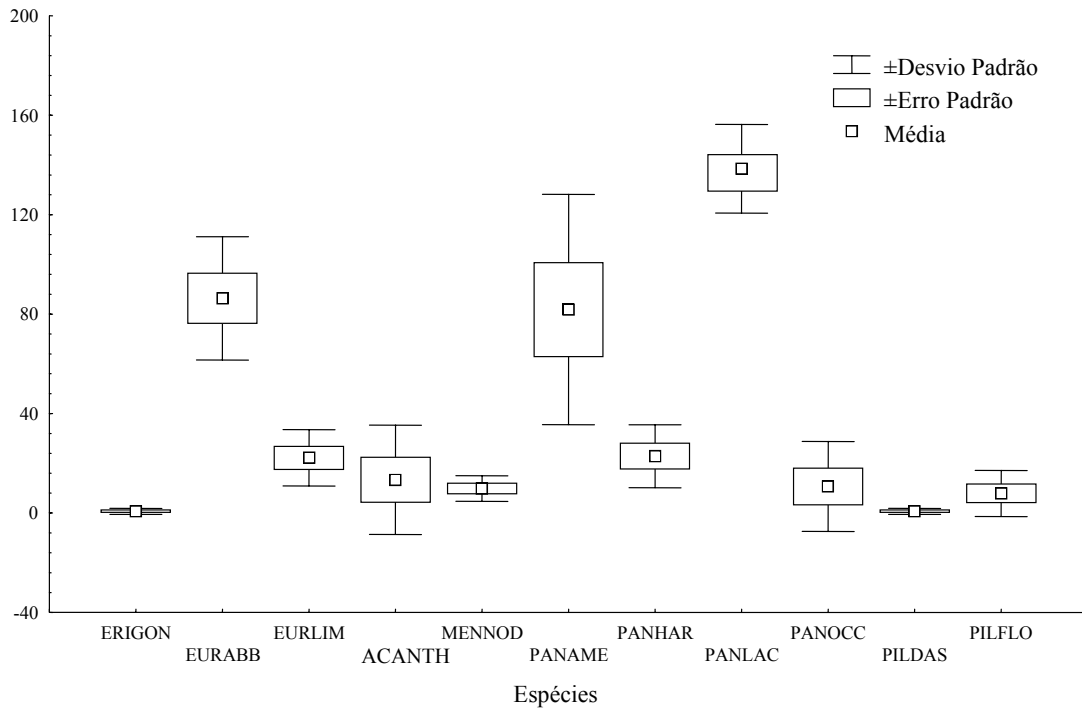 200
160
120
80
40
0
-40
±Desvio Padrão
±Erro Padrão
Média
ERIGON EURLIM MENNOD PANHAR PANOCC PILFLO
EURABB ACANTH PANAME PANLAC PILDAS
Espécies